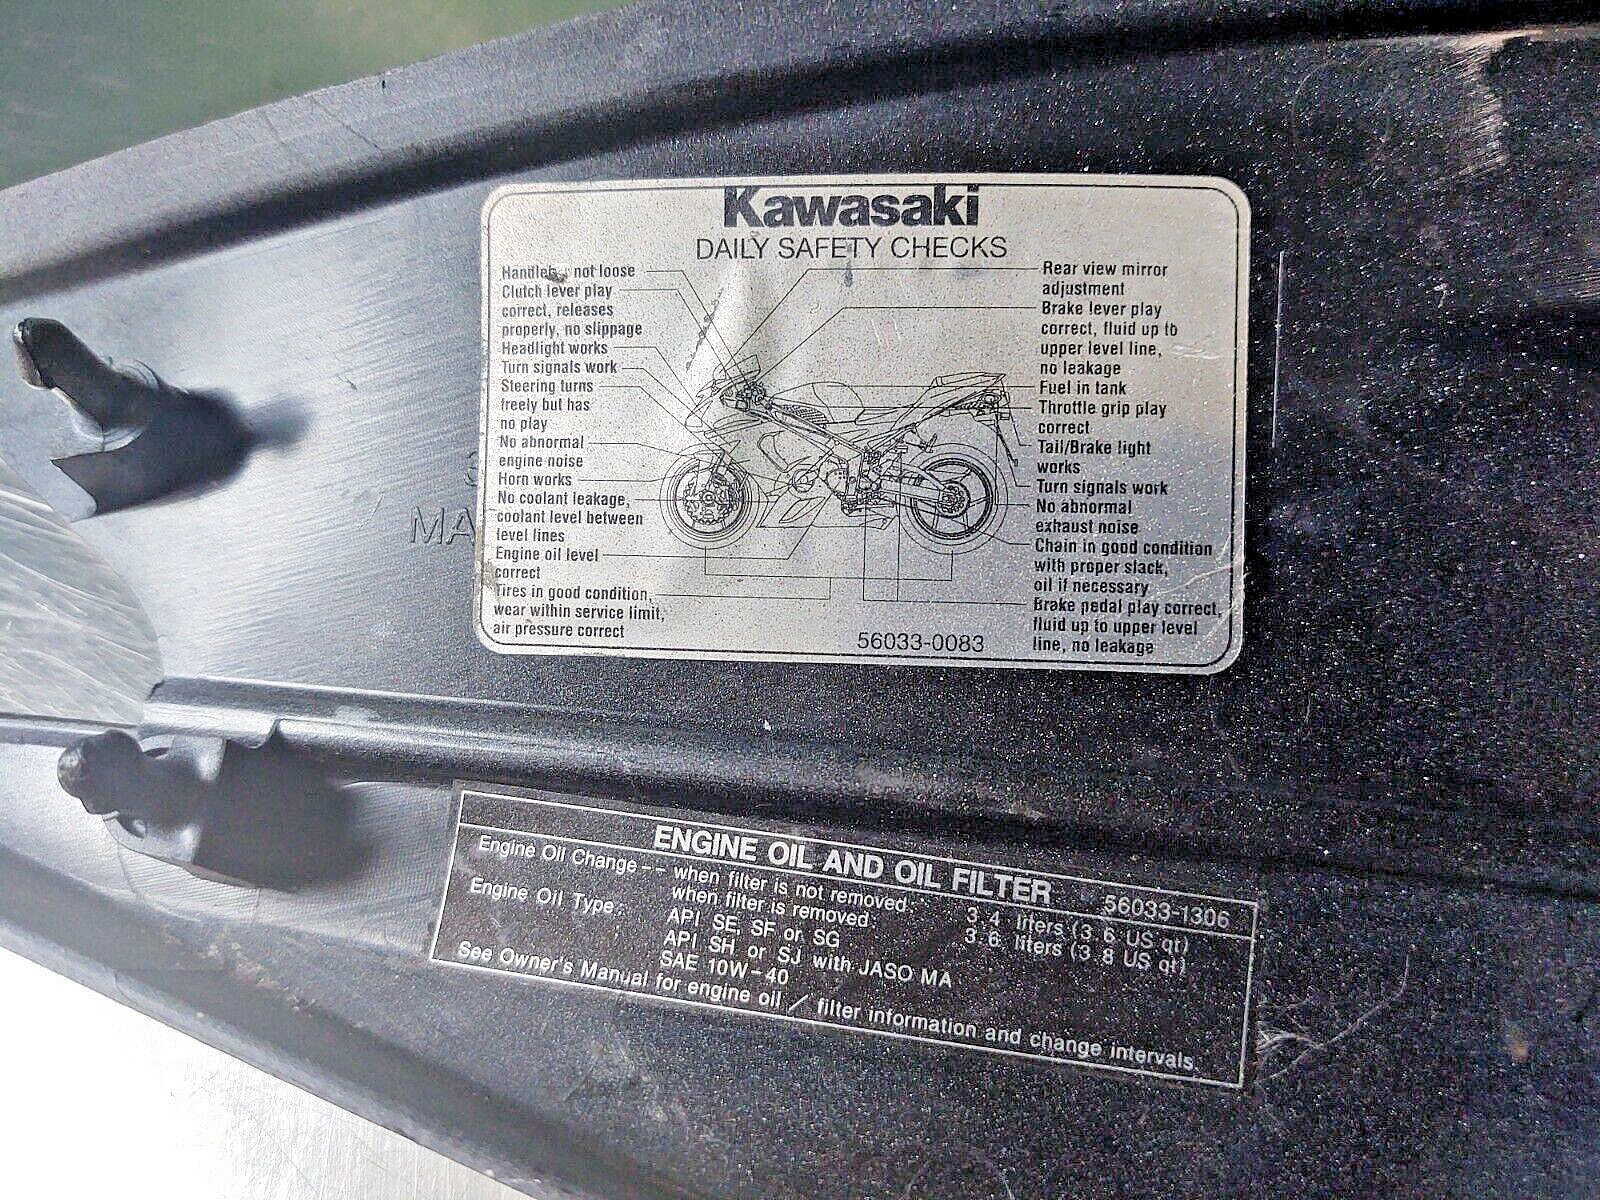 Kawasaki
DAILY SAFETY CHECKS
not loose
Clutch lever play
correct, releases
properly, no slippage
Headlight works
Turn signals work
Steering turns
freely but has
no play
No abnormal
engine noise
Horn works
No coolant leakage,
coolant level between
level lines
Engine oil level
correct
Tires in good condition,
wear within service limit,
air pressure correct
Rear view mirror
adjustment
Brake lever play
correct, fluid up to
upper level line,
no leakage
Fuel in tank
Throttle grip play
correct
Tail/Brake light
works
Turn signals work
No abnormal
exhaust noise
Chain in good condition
with proper slack,
oil if necessary
Brake pedal play correct,
fluid up to upper level
line, no leakage
56033-0083
MA
ENGINE OIL AND OIL FILTER 56033-1306
Engine Oil Change -- when filter is not removed: 3.4 liters (3.6 US qt)
when filter is removed: 3.6 liters (3.8 US qt)
Engine Oil Type: API SE, SF or SG
API SH or SJ with JASO MA
SAE 10W-40
See Owner's Manual for engine oil / filter information and change intervals.